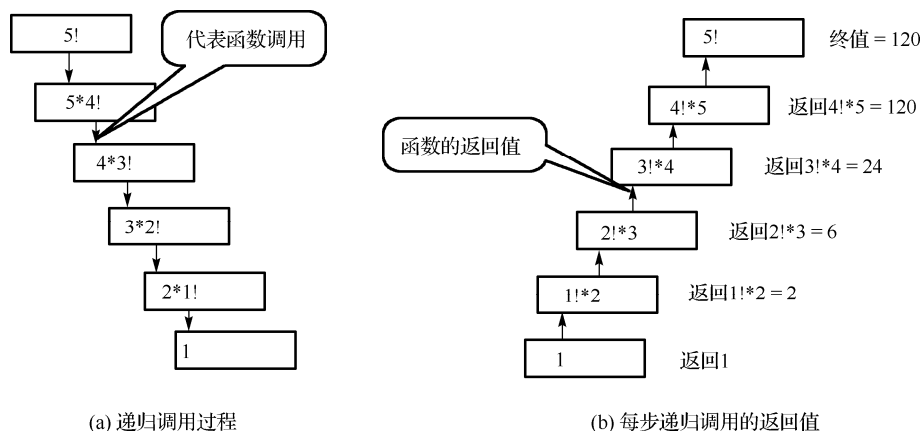 5!
代表函数调用
5*4!
4*3!
3*2!
2*1!
1
(a) 递归调用过程
5!
终值 = 120
4!*5
返回4!*5 = 120
函数的返回值
3!*4
返回3!*4 = 24
2!*3
返回2!*3 = 6
1!*2
返回1!*2 = 2
1
返回1
(b) 每步递归调用的返回值